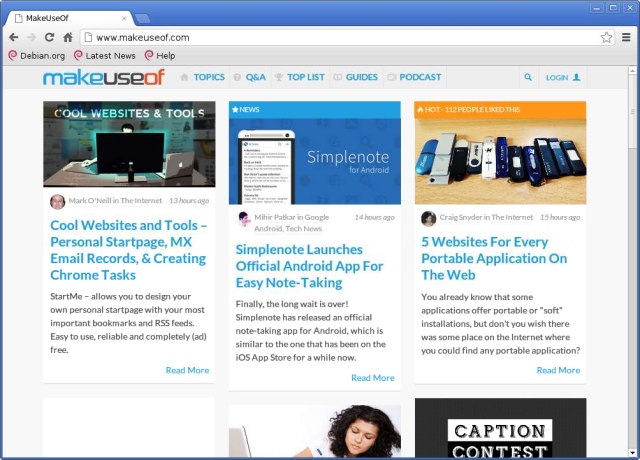 MakeUseOf
www.makeuseof.com
Debian.org
Latest News
Help
makeuseof
TOPICS
Q&A
TOP LIST
GUIDES
PODCAST
LOGIN
COOL WEBSITES & TOOLS
Mark O'Neill in The Internet
13 hours ago
Cool Websites and Tools –
Personal Startpage, MX
Email Records, & Creating
Chrome Tasks
StartMe – allows you to design your
own personal startpage with your most
important bookmarks and RSS feeds.
Easy to use, reliable and completely (ad)
free.
Read More
NEWS
Simplenote
for Android
Mihir Patkar in Google
Android, Tech News
14 hours ago
Simplenote Launches
Official Android App For
Easy Note-Taking
Finally, the long wait is over!
Simplenote has released an official
note-taking app for Android, which is
similar to the one that has been on the
iOS App Store for a while now.
Read More
HOT - 112 PEOPLE LIKED THIS
Craig Snyder in The Internet
15 hours ago
5 Websites For Every
Portable Application On
The Web
You already know that some
applications offer portable or "soft"
installations, but don't you wish there
was some place on the Internet where
you could find any portable application?
Read More
CAPTION
CONTEST